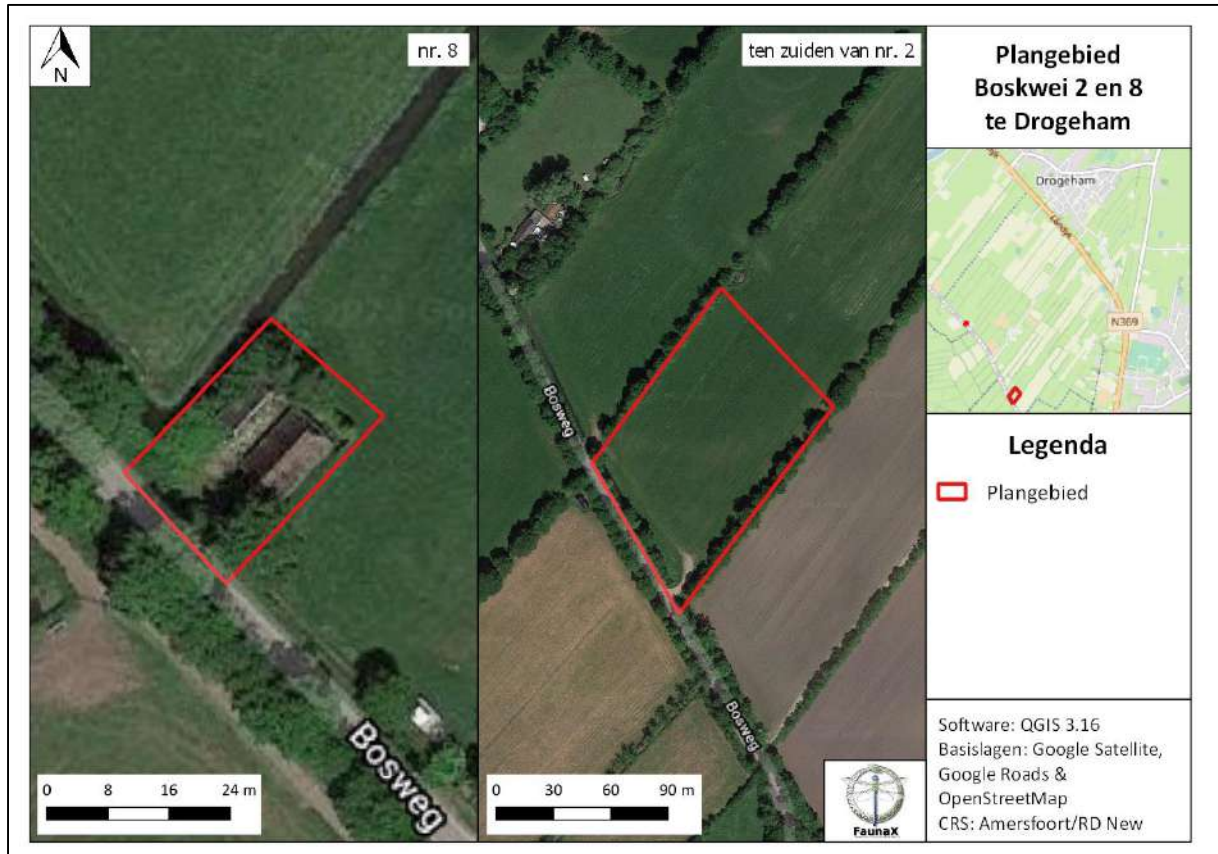 N
nr. 8
0 8 16 24 m
Bosweg
ten zuiden van nr. 2
Bosweg
Bosweg
0 30 60 90 m
FaunaX
Plangebied
Boskwei 2 en 8
te Drogeham
Drogeham
N369
Legenda
Plangebied
Software: QGIS 3.16
Basislagen: Google Satellite,
Google Roads &
OpenStreetMap
CRS: Amersfoort/RD New